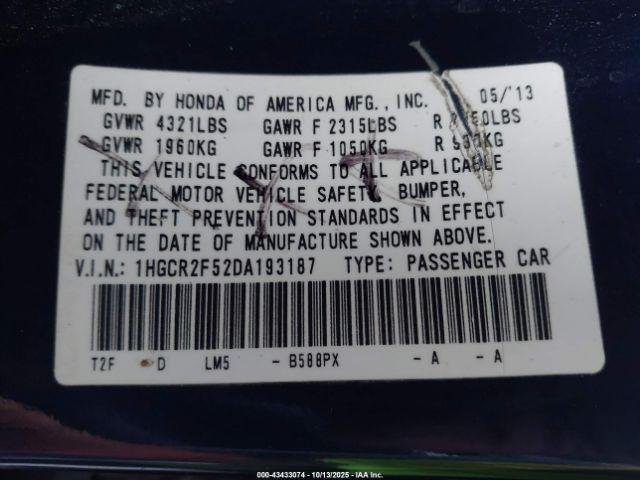 MFD. BY HONDA OF AMERICA MFG., INC. 05/'13
GVWR 4321LBS GAWR F 2315LBS R LBS
GVWR 1960KG GAWR F 1050KG R KG
THIS VEHICLE CONFORMS TO ALL APPLICABLE
FEDERAL MOTOR VEHICLE SAFETY, BUMPER,
AND THEFT PREVENTION STANDARDS IN EFFECT
ON THE DATE OF MANUFACTURE SHOWN ABOVE.
V.I.N.: 1HGCR2F52DA193187 TYPE: PASSENGER CAR
T2F D LM5 - B588PX - A - A
000-43433074 | 10/13/2025 | IAA Inc.